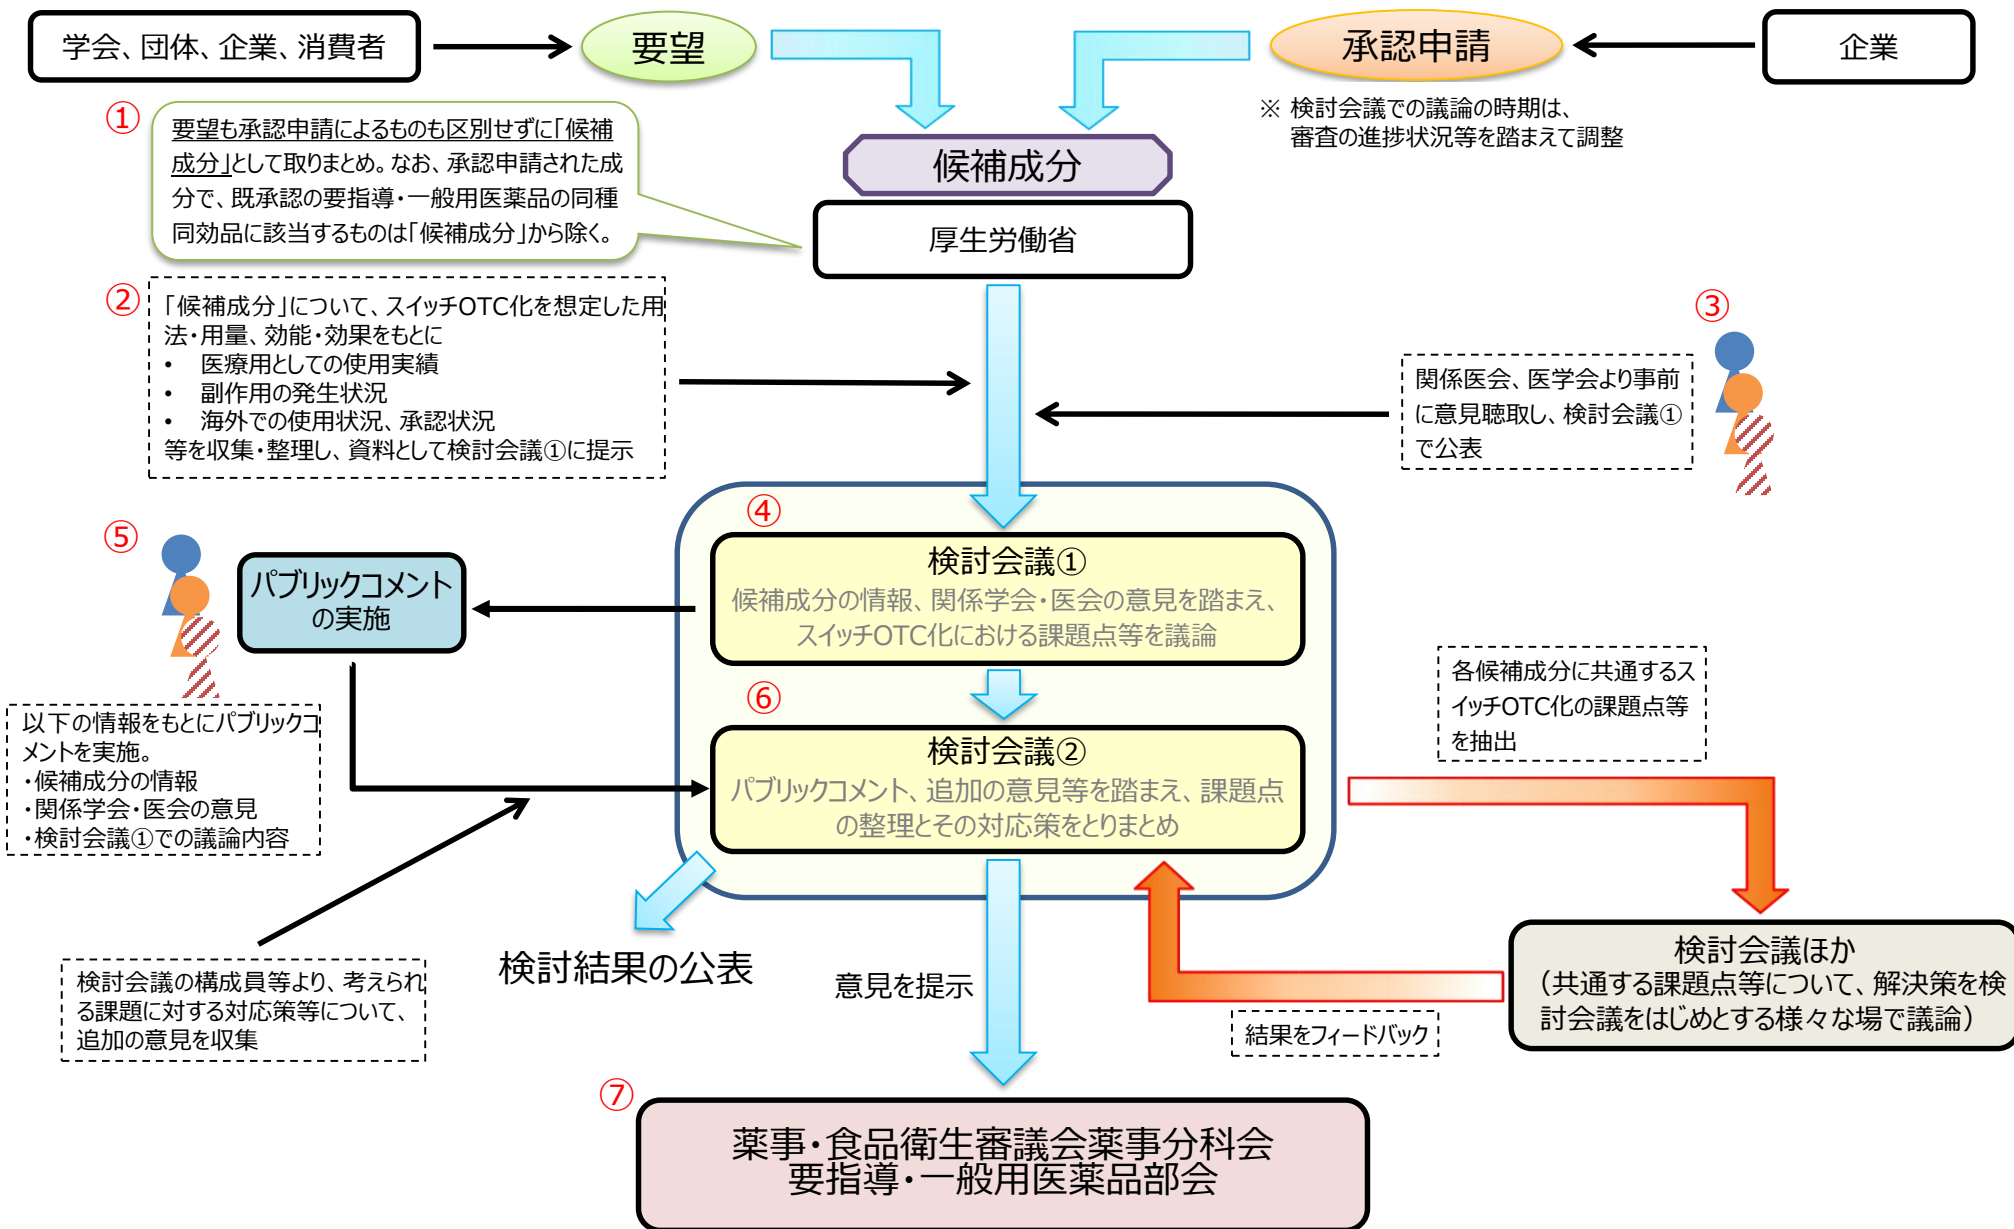 学会、団体、企業、消費者
要望
承認申請
企業
※ 検討会議での議論の時期は、
審査の進捗状況等を踏まえて調整
①
要望も承認申請によるものも区別せずに「候補
成分」として取りまとめ。なお、承認申請された成
分で、既承認の要指導・一般用医薬品の同種
同効品に該当するものは「候補成分」から除く。
候補成分
厚生労働省
②
「候補成分」について、スイッチOTC化を想定した用
法・用量、効能・効果をもとに
• 医療用としての使用実績
• 副作用の発生状況
• 海外での使用状況、承認状況
等を収集・整理し、資料として検討会議①に提示
③
関係医会、医学会より事前
に意見聴取し、検討会議①
で公表
④
検討会議①
候補成分の情報、関係学会・医会の意見を踏まえ、
スイッチOTC化における課題点等を議論
⑤
パブリックコメント
の実施
以下の情報をもとにパブリックコ
メントを実施。
・候補成分の情報
・関係学会・医会の意見
・検討会議①での議論内容
⑥
検討会議②
パブリックコメント、追加の意見等を踏まえ、課題点
の整理とその対応策をとりまとめ
各候補成分に共通するス
イッチOTC化の課題点等
を抽出
検討会議の構成員等より、考えられ
る課題に対する対応策等について、
追加の意見を収集
検討結果の公表
意見を提示
結果をフィードバック
検討会議ほか
（共通する課題点等について、解決策を検
討会議をはじめとする様々な場で議論）
⑦
薬事・食品衛生審議会薬事分科会
要指導・一般用医薬品部会